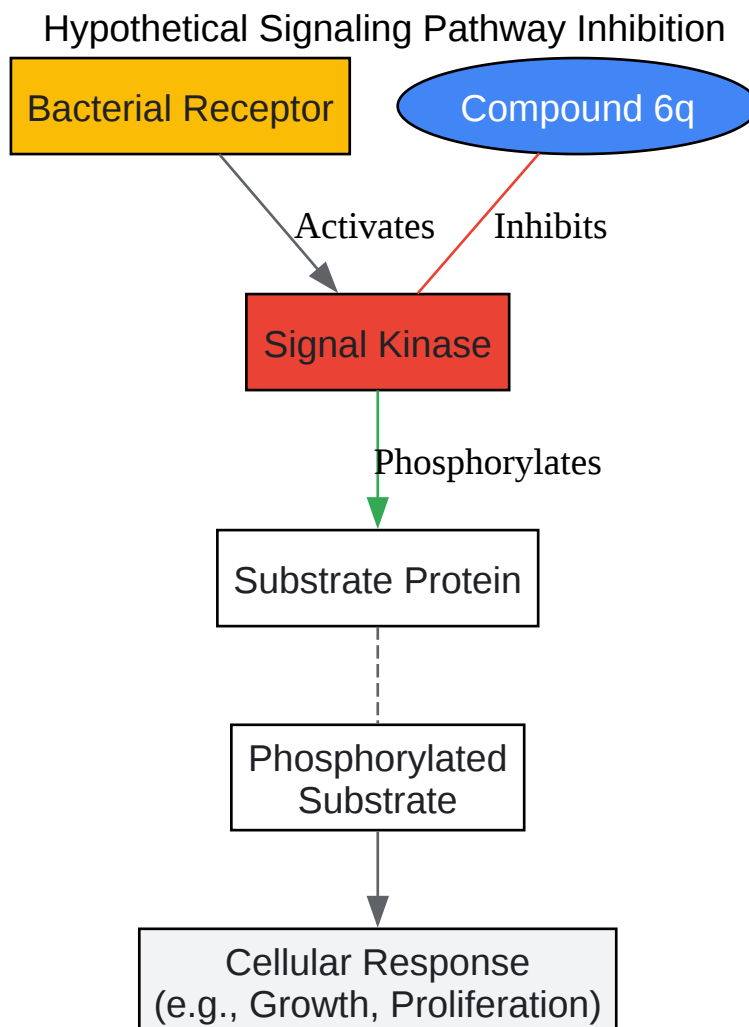 Hypothetical Signaling Pathway Inhibition
Bacterial Receptor
Compound 6q
Activates
Inhibits
Signal Kinase
Phosphorylates
Substrate Protein
Phosphorylated
Substrate
Cellular Response
(e.g., Growth, Proliferation)